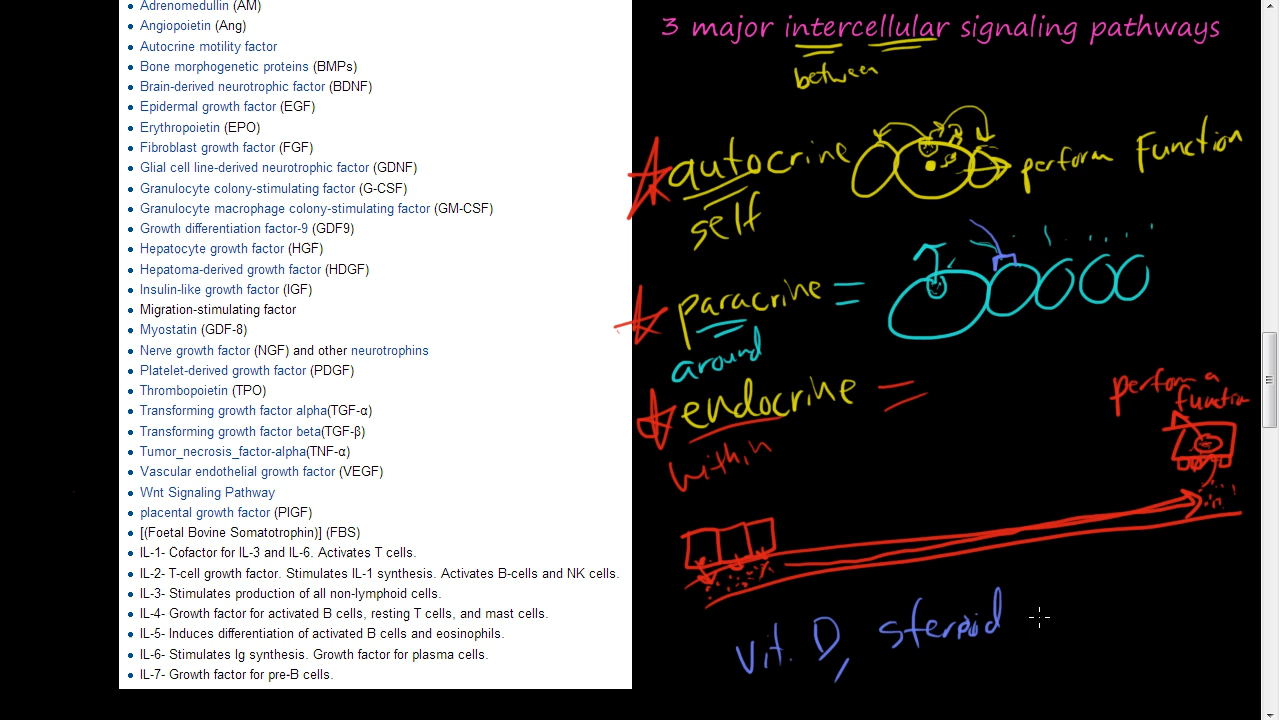 Adrenomedullin (AM)
Angiopoietin (Ang)
Autocrine motility factor
Bone morphogenetic proteins (BMPs)
Brain-derived neurotrophic factor (BDNF)
Epidermal growth factor (EGF)
Erythropoietin (EPO)
Fibroblast growth factor (FGF)
Glial cell line-derived neurotrophic factor (GDNF)
Granulocyte colony-stimulating factor (G-CSF)
Granulocyte macrophage colony-stimulating factor (GM-CSF)
Growth differentiation factor-9 (GDF9)
Hepatocyte growth factor (HGF)
Hepatoma-derived growth factor (HDGF)
Insulin-like growth factor (IGF)
Migration-stimulating factor
Myostatin (GDF-8)
Nerve growth factor (NGF) and other neurotrophins
Platelet-derived growth factor (PDGF)
Thrombopoietin (TPO)
Transforming growth factor alpha(TGF-α)
Transforming growth factor beta(TGF-β)
Tumor_necrosis_factor-alpha(TNF-α)
Vascular endothelial growth factor (VEGF)
Wnt Signaling Pathway
placental growth factor (PlGF)
[(Foetal Bovine Somatotrophin)] (FBS)
IL-1- Cofactor for IL-3 and IL-6. Activates T cells.
IL-2- T-cell growth factor. Stimulates IL-1 synthesis. Activates B-cells and NK cells.
IL-3- Stimulates production of all non-lymphoid cells.
IL-4- Growth factor for activated B cells, resting T cells, and mast cells.
IL-5- Induces differentiation of activated B cells and eosinophils.
IL-6- Stimulates Ig synthesis. Growth factor for plasma cells.
IL-7- Growth factor for pre-B cells.
3 major intercellular signaling pathways
between
autocrine
perform Function
self
paracrine =
around
endocrine =
within
perform a
function
vit. D, steroid